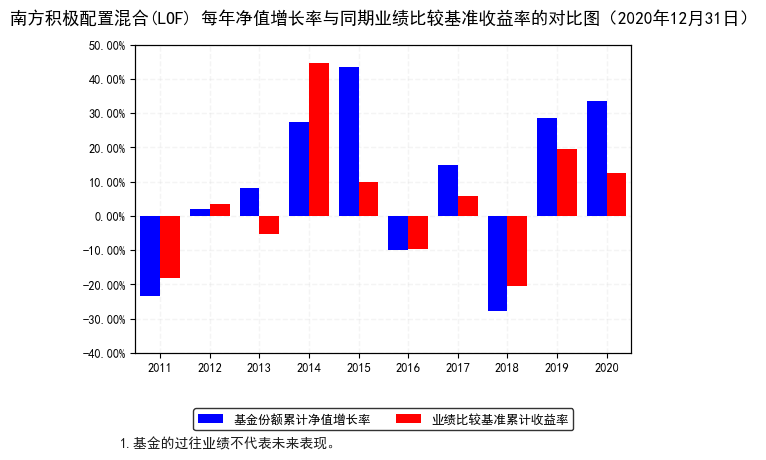 南方积极配置混合(LOF) 每年净值增长率与同期业绩比较基准收益率的对比图（2020年12月31日）
50.00%
40.00%
30.00%
20.00%
10.00%
0.00%
−10.00%
−20.00%
−30.00%
−40.00%
2011 2012 2013 2014 2015 2016 2017 2018 2019 2020
基金份额累计净值增长率 业绩比较基准累计收益率
1.基金的过往业绩不代表未来表现。